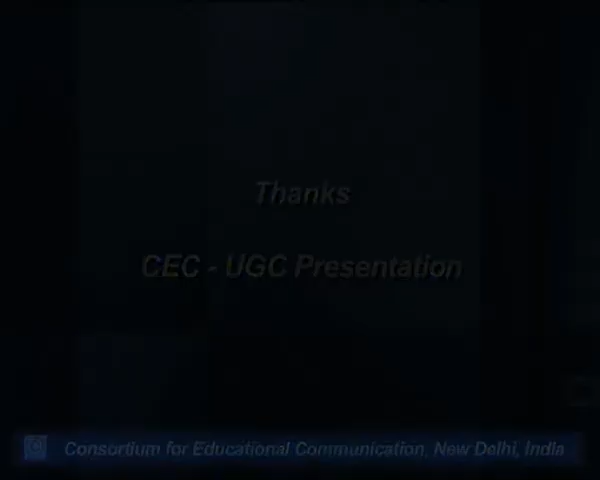 Thanks
CEC - UGC Presentation
Consortium for Educational Communication, New Delhi, India